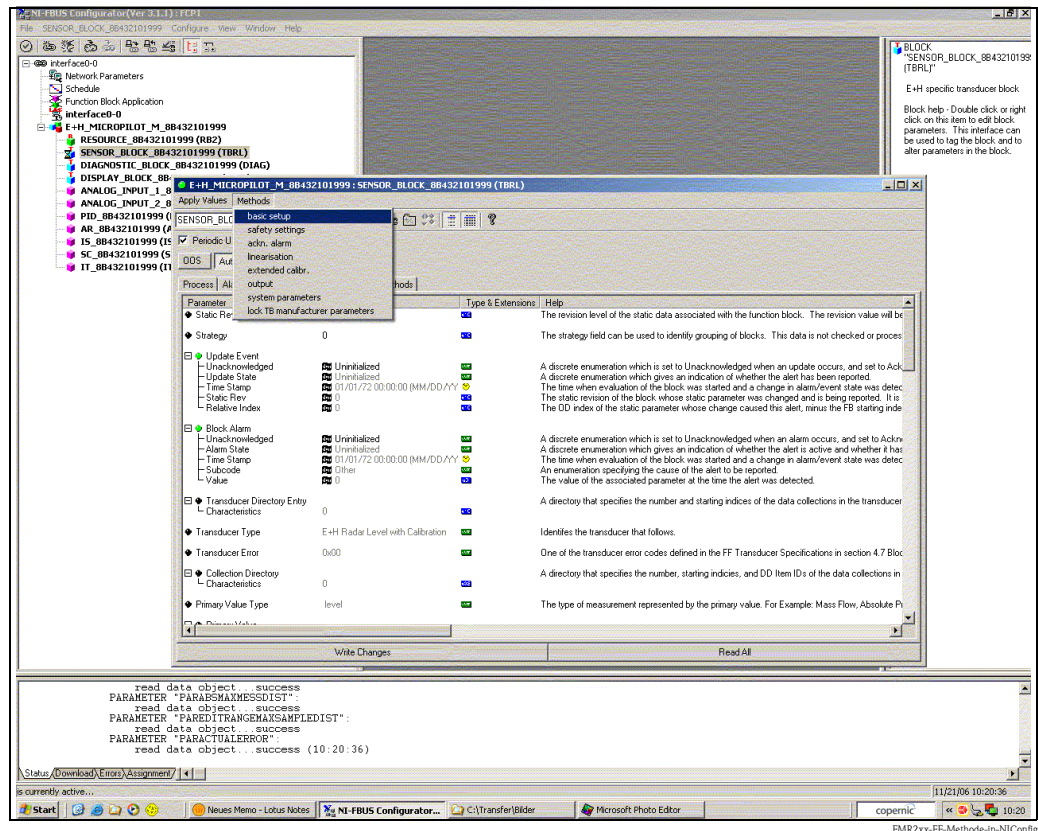 NI-FBUS Configurator(Ver 3.1.1) : FCP1
File SENSOR_BLOCK_8B432101999 Configure View Window Help
interface0-0
Network Parameters
Schedule
Function Block Application
interface0-0
E+H_MICROPILOT_M_8B432101999
RESOURCE_8B432101999 (RB2)
SENSOR_BLOCK_8B432101999 (TBRL)
DIAGNOSTIC_BLOCK_8B432101999 (DIAG)
DISPLAY_BLOCK_8B
ANALOG_INPUT_1_8
ANALOG_INPUT_2_8
PID_8B432101999 (
AR_8B432101999 (A
IS_8B432101999 (IS
SC_8B432101999 (S
IT_8B432101999 (IT
BLOCK
"SENSOR_BLOCK_8B43210199
(TBRL)"
E+H specific transducer block
Block help - Double click or right
click on this item to edit block
parameters. This interface can
be used to tag the block and to
alter parameters in the block.
E+H_MICROPILOT_M_8B432101999 : SENSOR_BLOCK_8B432101999 (TBRL)
Apply Values Methods
SENSOR_BLO
Periodic U
OOS Aut
basic setup
safety settings
ackn. alarm
linearisation
extended calibr.
output
system parameters
lock TB manufacturer parameters
Process Ala hods
Parameter Type & Extensions Help
Static Re The revision level of the static data associated with the function block. The revision value will be
Strategy 0 The strategy field can be used to identify grouping of blocks. This data is not checked or proces
Update Event
Unacknowledged Uninitialized A discrete enumeration which is set to Unacknowledged when an update occurs, and set to Ack
Update State Uninitialized A discrete enumeration which gives an indication of whether the alert has been reported.
Time Stamp 01/01/72 00:00:00 (MM/DD/YY The time when evaluation of the block was started and a change in alarm/event state was detec
Static Rev 0 The static revision of the block whose static parameter was changed and is being reported. It is
Relative Index 0 The OD index of the static parameter whose change caused this alert, minus the FB starting inde
Block Alarm
Unacknowledged Uninitialized A discrete enumeration which is set to Unacknowledged when an alarm occurs, and set to Ackn
Alarm State Uninitialized A discrete enumeration which gives an indication of whether the alert is active and whether it has
Time Stamp 01/01/72 00:00:00 (MM/DD/YY The time when evaluation of the block was started and a change in alarm/event state was detec
Subcode Other An enumeration specifying the cause of the alert to be reported.
Value 0 The value of the associated parameter at the time the alert was detected.
Transducer Directory Entry A directory that specifies the number and starting indices of the data collections in the transducer
Characteristics 0
Transducer Type E+H Radar Level with Calibration Identifes the transducer that follows.
Transducer Error 0x00 One of the transducer error codes defined in the FF Transducer Specifications in section 4.7 Bloc
Collection Directory A directory that specifies the number, starting indicies, and DD Item IDs of the data collections in
Characteristics 0
Primary Value Type level The type of measurement represented by the primary value. For Example: Mass Flow, Absolute P
Write Changes Read All
read data object...success
PARAMETER "PARABSMAXMESSDIST":
read data object...success
PARAMETER "PAREDITRANGEMAXSAMPLEDIST":
read data object...success
PARAMETER "PARACTUALERROR":
read data object...success (10:20:36)
Status Download Errors Assignment
is currently active... 11/21/06 10:20:36
Start Neues Memo - Lotus Notes NI-FBUS Configurator... C:\Transfer\Bilder Microsoft Photo Editor copernic « 10:20
FMR2xx-FF-Methode-in-NIConfig